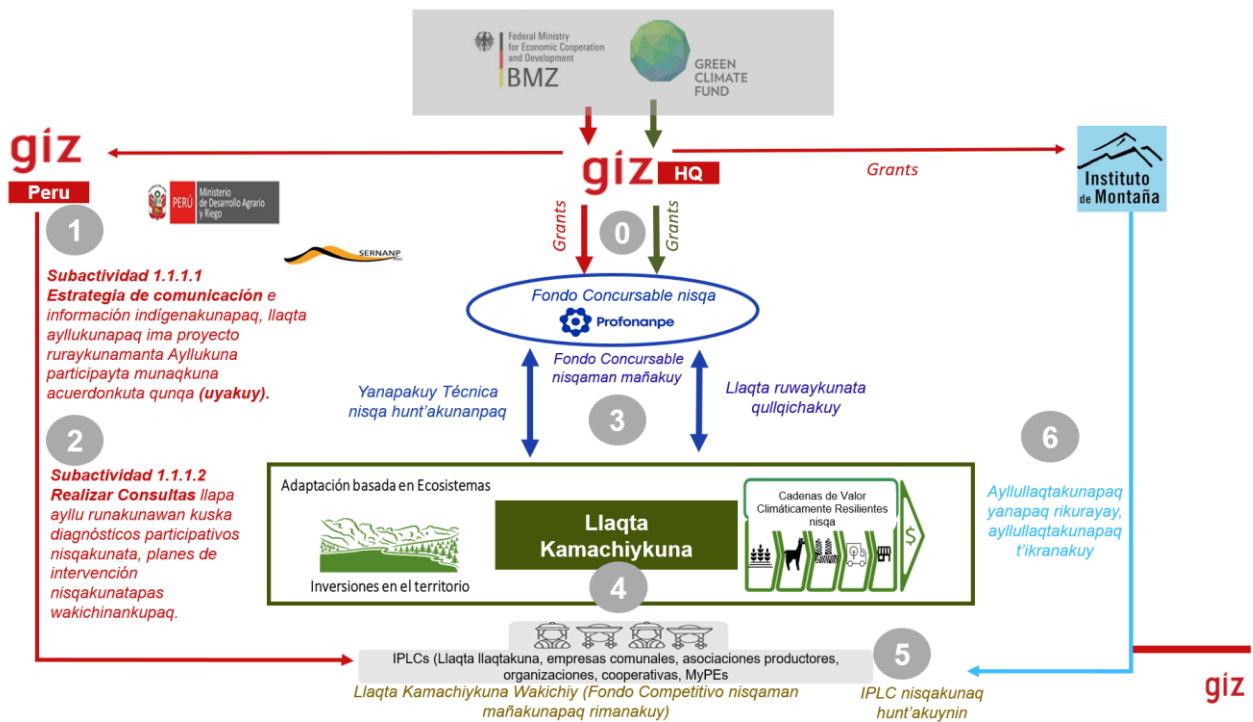 Federal Ministry
for Economic Cooperation
and Development
BMZ
GREEN
CLIMATE
FUND
giz
Peru
giz HQ
Grants
Instituto
de Montaña
PERÚ
Ministerio
de Desarrollo Agrario
y Riego
SERNANP
1
Subactividad 1.1.1.1
Estrategia de comunicación e
información indígenakunapaq, llaqta
ayllukunapaq ima proyecto
ruraykunamanta Ayllukuna
participayta munaqkuna
acuerdonkuta qunqa (uyakuy).
2
Subactividad 1.1.1.2
Realizar Consultas llapa
ayllu runakunawan kuska
diagnósticos participativos
nisqakunata, planes de
intervención
nisqakunatapas
wakichinankupaq.
Grants
0
Grants
Fondo Concursable nisqa
Profonanpe
Fondo Concursable
nisqaman mañakuy
Yanapakuy Técnica
nisqa hunt'akunanpaq
3
Llaqta ruwaykunata
qullqichakuy
Adaptación basada en Ecosistemas
Inversiones en el territorio
Llaqta
Kamachiykuna
4
Cadenas de Valor
Climáticamente Resilientes
nisqa
$
IPLCs (Llaqta llaqtakuna, empresas comunales, asociaciones productores,
organizaciones, cooperativas, MyPEs
Llaqta Kamachiykuna Wakichiy (Fondo Competitivo nisqaman
mañakunapaq rimanakuy)
5
IPLC nisqakunaq
hunt'akuynin
6
Ayllullaqtakunapaq
yanapaq rikurayay,
ayllullaqtakunapaq
t'ikranakuy
giz